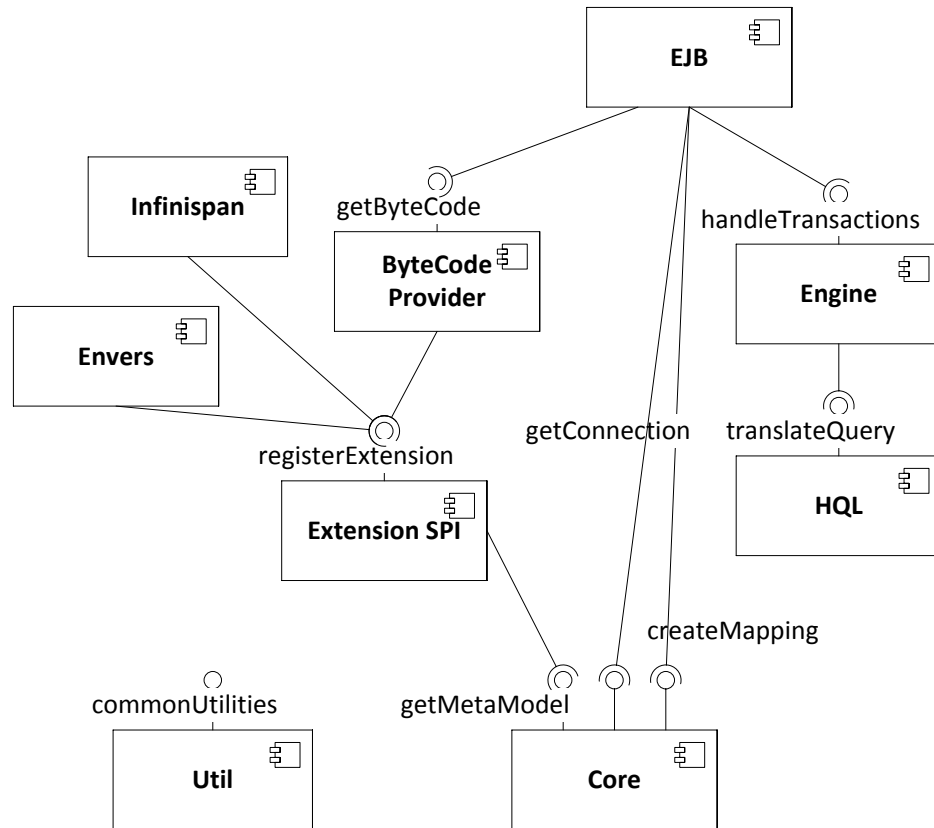 EJB
Infinispan
getByteCode
handleTransactions
ByteCode
Provider
Engine
Envers
getConnection
translateQuery
registerExtension
HQL
Extension SPI
createMapping
commonUtilities
getMetaModel
Util
Core